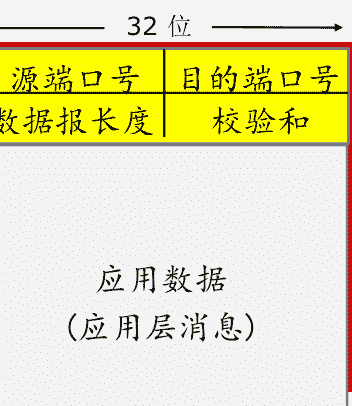 32 位
源端口号 目的端口号
数据报长度 校验和
应用数据
(应用层消息)